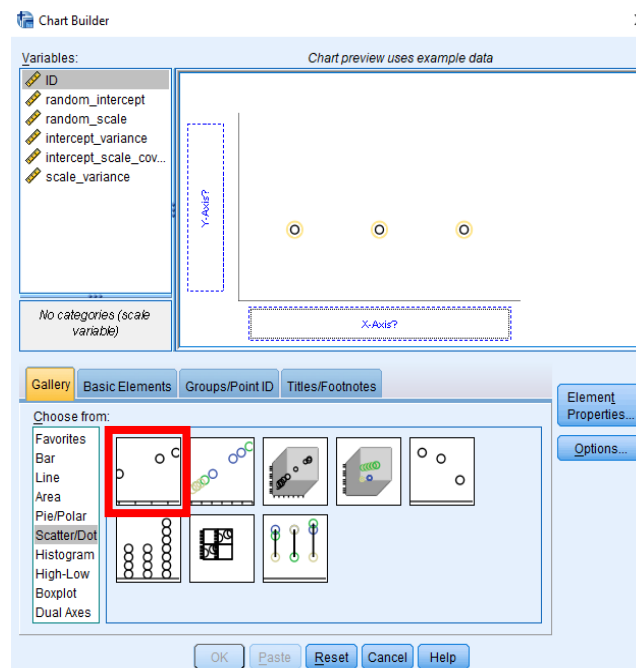 Chart Builder
Variables:
Chart preview uses example data
ID
random_intercept
random_scale
intercept_variance
intercept_scale_cov...
scale_variance
Y-Axis?
X-Axis?
No categories (scale
variable)
Gallery
Basic Elements
Groups/Point ID
Titles/Footnotes
Choose from:
Favorites
Bar
Line
Area
Pie/Polar
Scatter/Dot
Histogram
High-Low
Boxplot
Dual Axes
Element
Properties...
Options...
OK
Paste
Reset
Cancel
Help